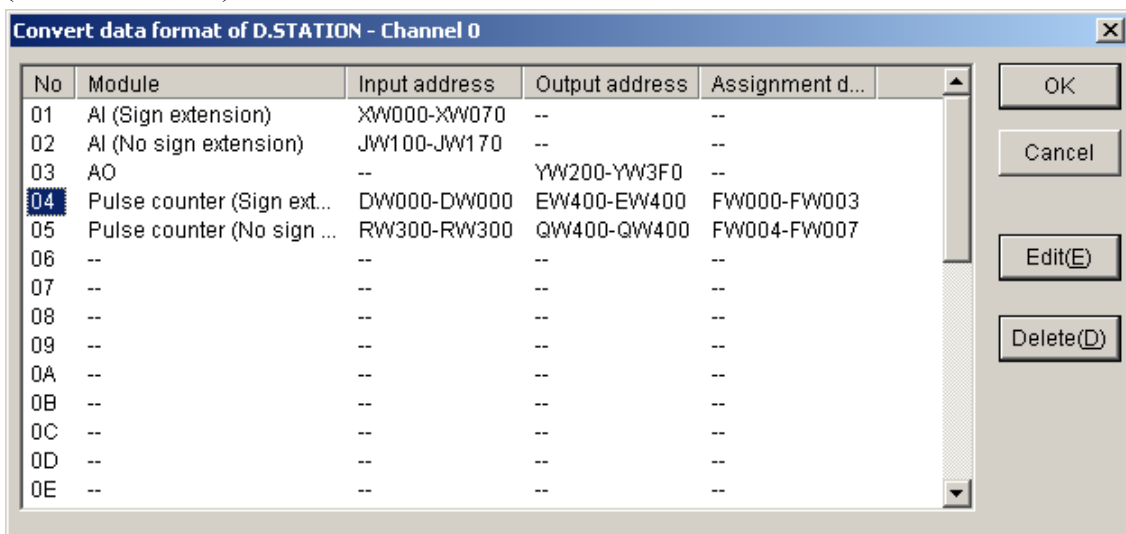 Convert data format of D.STATION - Channel 0
No Module Input address Output address Assignment d...
01 AI (Sign extension) XW000-XW070 -- --
02 AI (No sign extension) JW100-JW170 -- --
03 AO -- YW200-YW3F0 --
04 Pulse counter (Sign ext... DW000-DW000 EW400-EW400 FW000-FW003
05 Pulse counter (No sign ... RW300-RW300 QW400-QW400 FW004-FW007
06 -- -- -- --
07 -- -- -- --
08 -- -- -- --
09 -- -- -- --
0A -- -- -- --
0B -- -- -- --
0C -- -- -- --
0D -- -- -- --
0E -- -- -- --
OK
Cancel
Edit(E)
Delete(D)